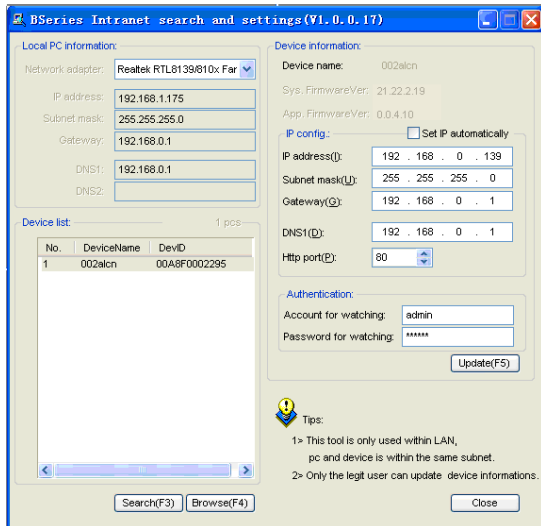 BSeries Intranet search and settings(V1.0.0.17)
Local PC information:
Network adapter: Realtek RTL8139/810x Far
IP address: 192.168.1.175
Subnet mask: 255.255.255.0
Gateway: 192.168.0.1
DNS1: 192.168.0.1
DNS2:
Device list: 1 pcs
No. DeviceName DevID
1 002alcn 00A8F0002295
Search(F3) Browse(F4)
Device information:
Device name: 002alcn
Sys. FirmwareVer: 21.22.2.19
App. FirmwareVer: 0.0.4.10
IP config.: Set IP automatically
IP address(I): 192 . 168 . 0 . 139
Subnet mask(U): 255 . 255 . 255 . 0
Gateway(G): 192 . 168 . 0 . 1
DNS1(D): 192 . 168 . 0 . 1
Http port(P): 80
Authentication:
Account for watching: admin
Password for watching: ******
Update(F5)
Tips:
1> This tool is only used within LAN,
pc and device is within the same subnet.
2> Only the legit user can update device informations.
Close